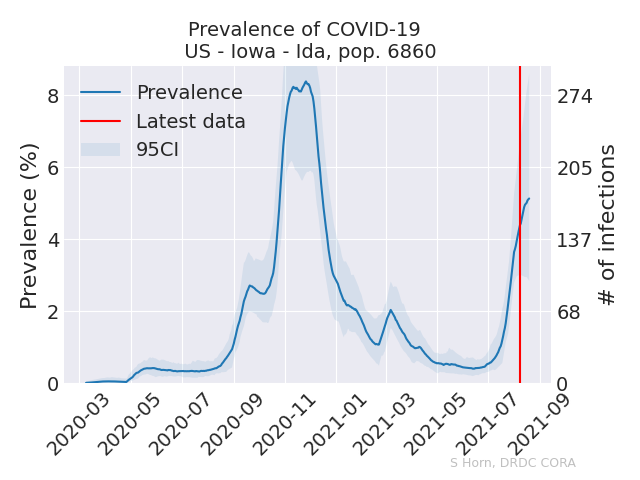 Prevalence of COVID-19
US - Iowa - Ida, pop. 6860
Prevalence (%)
8
6
4
2
0
Prevalence
Latest data
95CI
274
205
137
68
0
# of infections
2020-03
2020-05
2020-07
2020-09
2020-11
2021-01
2021-03
2021-05
2021-07
2021-09
S Horn, DRDC CORA